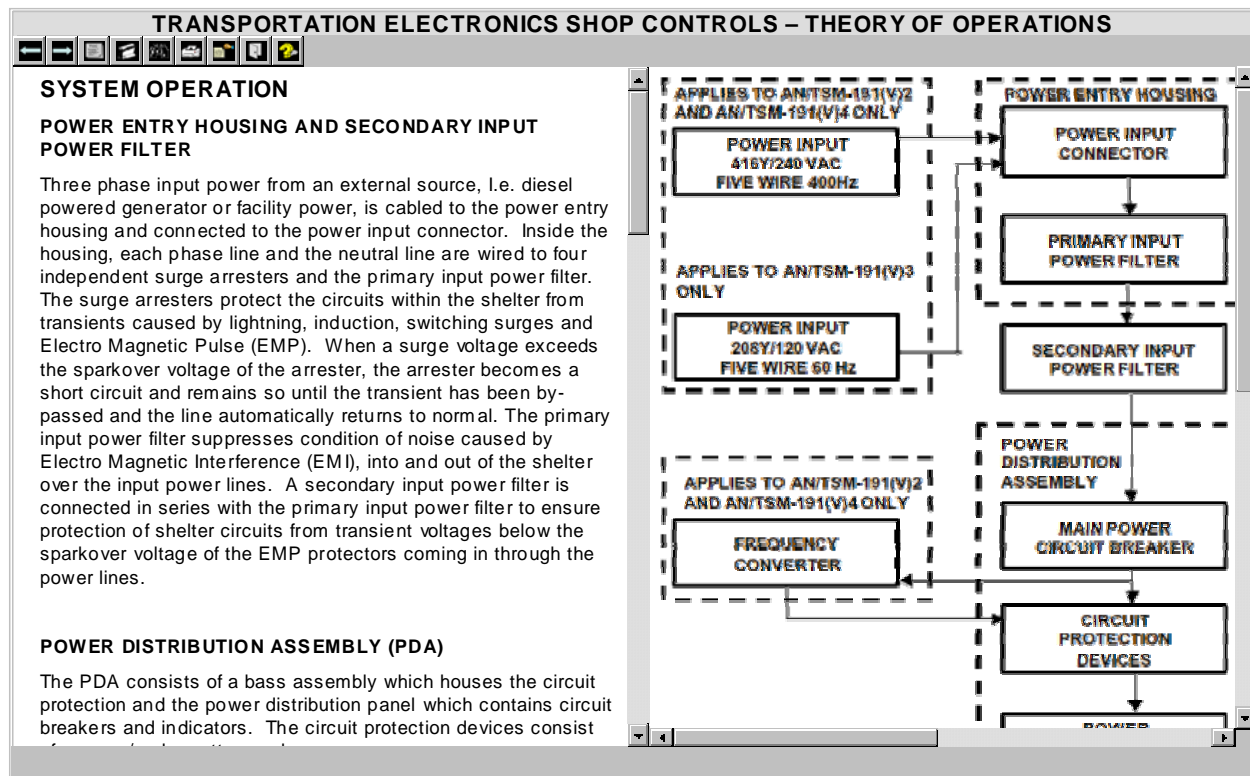 TRANSPORTATION ELECTRONICS SHOP CONTROLS – THEORY OF OPERATIONS
SYSTEM OPERATION
POWER ENTRY HOUSING AND SECONDARY INPUT
POWER FILTER
Three phase input power from an external source, I.e. diesel
powered generator or facility power, is cabled to the power entry
housing and connected to the power input connector. Inside the
housing, each phase line and the neutral line are wired to four
independent surge arresters and the primary input power filter.
The surge arresters protect the circuits within the shelter from
transients caused by lightning, induction, switching surges and
Electro Magnetic Pulse (EMP). When a surge voltage exceeds
the sparkover voltage of the arrester, the arrester becomes a
short circuit and remains so until the transient has been by-
passed and the line automatically returns to normal. The primary
input power filter suppresses condition of noise caused by
Electro Magnetic Interference (EMI), into and out of the shelter
over the input power lines. A secondary input power filter is
connected in series with the primary input power filter to ensure
protection of shelter circuits from transient voltages below the
sparkover voltage of the EMP protectors coming in through the
power lines.
POWER DISTRIBUTION ASSEMBLY (PDA)
The PDA consists of a bass assembly which houses the circuit
protection and the power distribution panel which contains circuit
breakers and indicators. The circuit protection devices consist
APPLIES TO AN/TSM-191(V)2
AND AN/TSM-191(V)4 ONLY
POWER INPUT
416Y/240 VAC
FIVE WIRE 400Hz
APPLIES TO AN/TSM-191(V)3
ONLY
POWER INPUT
208Y/120 VAC
FIVE WIRE 60 Hz
APPLIES TO AN/TSM-191(V)2
AND AN/TSM-191(V)4 ONLY
FREQUENCY
CONVERTER
POWER ENTRY HOUSING
POWER INPUT
CONNECTOR
PRIMARY INPUT
POWER FILTER
SECONDARY INPUT
POWER FILTER
POWER
DISTRIBUTION
ASSEMBLY
MAIN POWER
CIRCUIT BREAKER
CIRCUIT
PROTECTION
DEVICES
POWER